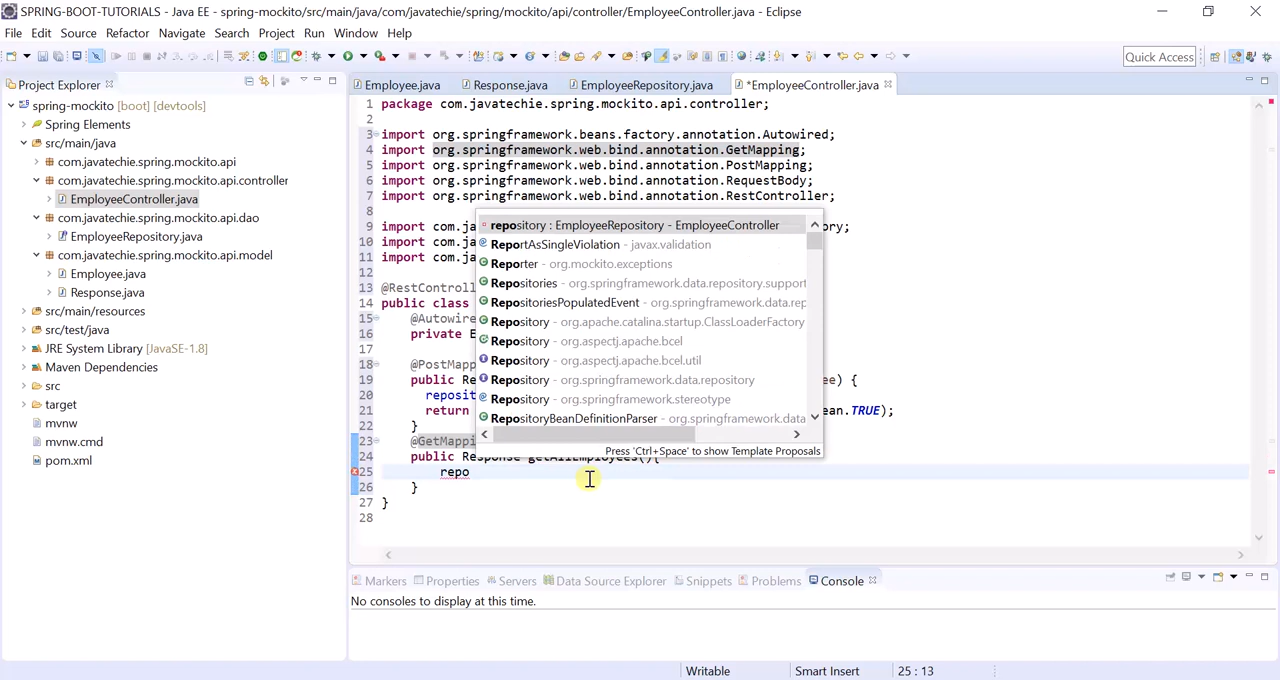 SPRING-BOOT-TUTORIALS - Java EE - spring-mockito/src/main/java/com/javatechie/spring/mockito/api/controller/EmployeeController.java - Eclipse
File Edit Source Refactor Navigate Search Project Run Window Help
Quick Access
Project Explorer
Employee.java Response.java EmployeeRepository.java *EmployeeController.java
spring-mockito [boot] [devtools]
Spring Elements
src/main/java
com.javatechie.spring.mockito.api
com.javatechie.spring.mockito.api.controller
EmployeeController.java
com.javatechie.spring.mockito.api.dao
EmployeeRepository.java
com.javatechie.spring.mockito.api.model
Employee.java
Response.java
src/main/resources
src/test/java
JRE System Library [JavaSE-1.8]
Maven Dependencies
src
target
mvnw
mvnw.cmd
pom.xml
1 package com.javatechie.spring.mockito.api.controller;
2
3 import org.springframework.beans.factory.annotation.Autowired;
4 import org.springframework.web.bind.annotation.GetMapping;
5 import org.springframework.web.bind.annotation.PostMapping;
6 import org.springframework.web.bind.annotation.RequestBody;
7 import org.springframework.web.bind.annotation.RestController;
8
9 import com.ja ory;
10 import com.ja
11 import com.ja
12
13 @RestControll
14 public class
15 @Autowire
16 private E
17
18 @PostMapp
19 public Re ee) {
20 reposit
21 return ean.TRUE);
22 }
23 @GetMappi
24 public Response getAllEmployees(){
25 repo
26 }
27 }
28
repository : EmployeeRepository - EmployeeController
ReportAsSingleViolation - javax.validation
Reporter - org.mockito.exceptions
Repositories - org.springframework.data.repository.support
RepositoriesPopulatedEvent - org.springframework.data.rep
Repository - org.apache.catalina.startup.ClassLoaderFactory
Repository - org.aspectj.apache.bcel
Repository - org.aspectj.apache.bcel.util
Repository - org.springframework.data.repository
Repository - org.springframework.stereotype
RepositoryBeanDefinitionParser - org.springframework.data
Press 'Ctrl+Space' to show Template Proposals
Markers Properties Servers Data Source Explorer Snippets Problems Console
No consoles to display at this time.
Writable Smart Insert 25 : 13